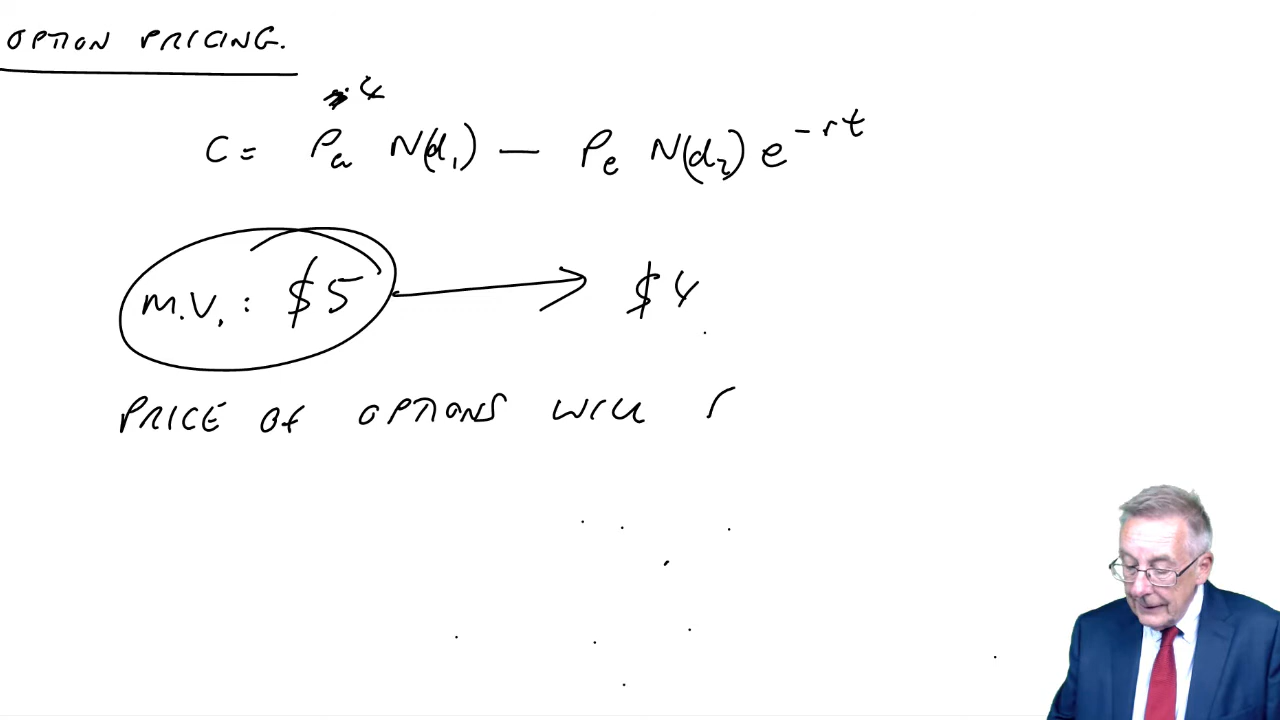 OPTION PRICING.
4
C = Pa N(d1) — Pe N(d2) e^-rt
M.V. : $5 → $4
PRICE OF OPTIONS WILL